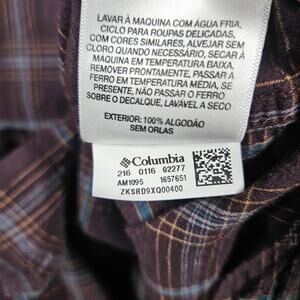 LAVAR À MÁQUINA COM ÁGUA FRIA,
CICLO PARA ROUPAS DELICADAS,
COM CORES SIMILARES, ALVEJAR SEM
CLORO QUANDO NECESSÁRIO, SECAR À
MÁQUINA EM TEMPERATURA BAIXA,
REMOVER PRONTAMENTE, PASSAR A
FERRO EM TEMPERATURA MÉDIA, SE
PRESENTE, NÃO PASSAR O FERRO
SOBRE O DECALQUE, LAVÁVEL A SECO
EXTERIOR: 100% ALGODÃO
SEM ORLAS
Columbia
216 0116 02277
AM1095 1657651
ZKSRD9XQ00400